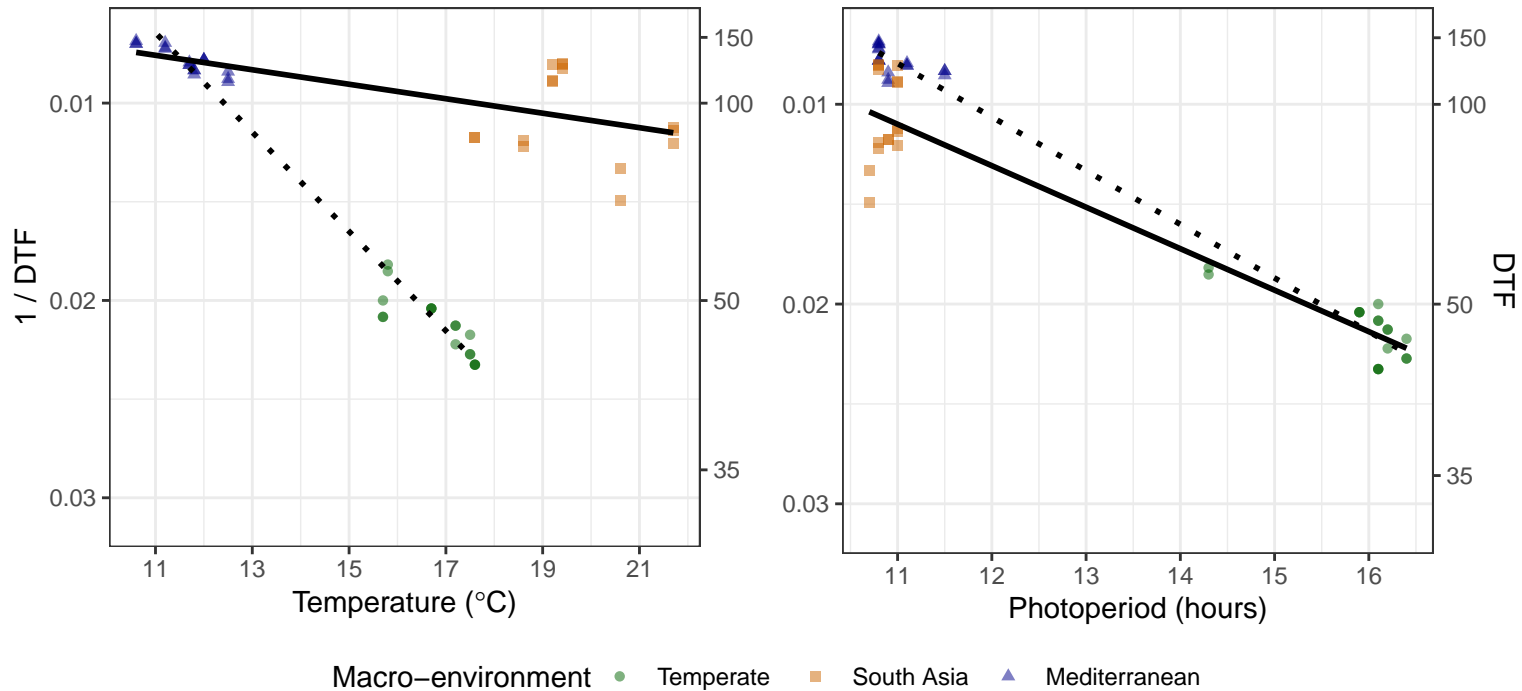 1 / DTF
0.01
0.02
0.03
150
100
50
35
11 13 15 17 19 21
Temperature (°C)
0.01
0.02
0.03
150
100
50
35
DTF
11 12 13 14 15 16
Photoperiod (hours)
Macro−environment Temperate South Asia Mediterranean